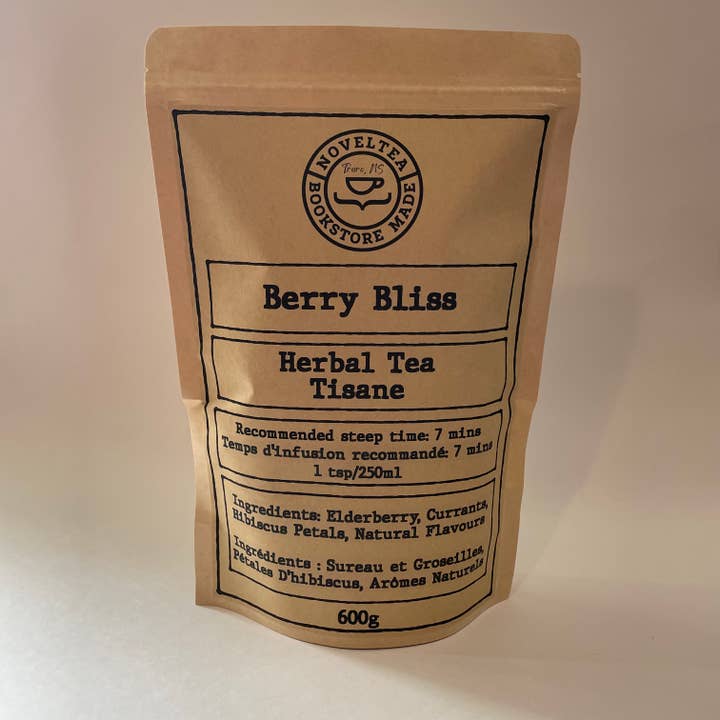 NOVELTEA
Truro, NS
BOOKSTORE MADE
Berry Bliss
Herbal Tea
Tisane
Recommended steep time: 7 mins
Temps d'infusion recommandé: 7 mins
1 tsp/250ml
Ingredients: Elderberry, Currants,
Hibiscus Petals, Natural Flavours
Ingrédients : Sureau et Groseilles,
Pétales D'hibiscus, Arômes Naturels
600g